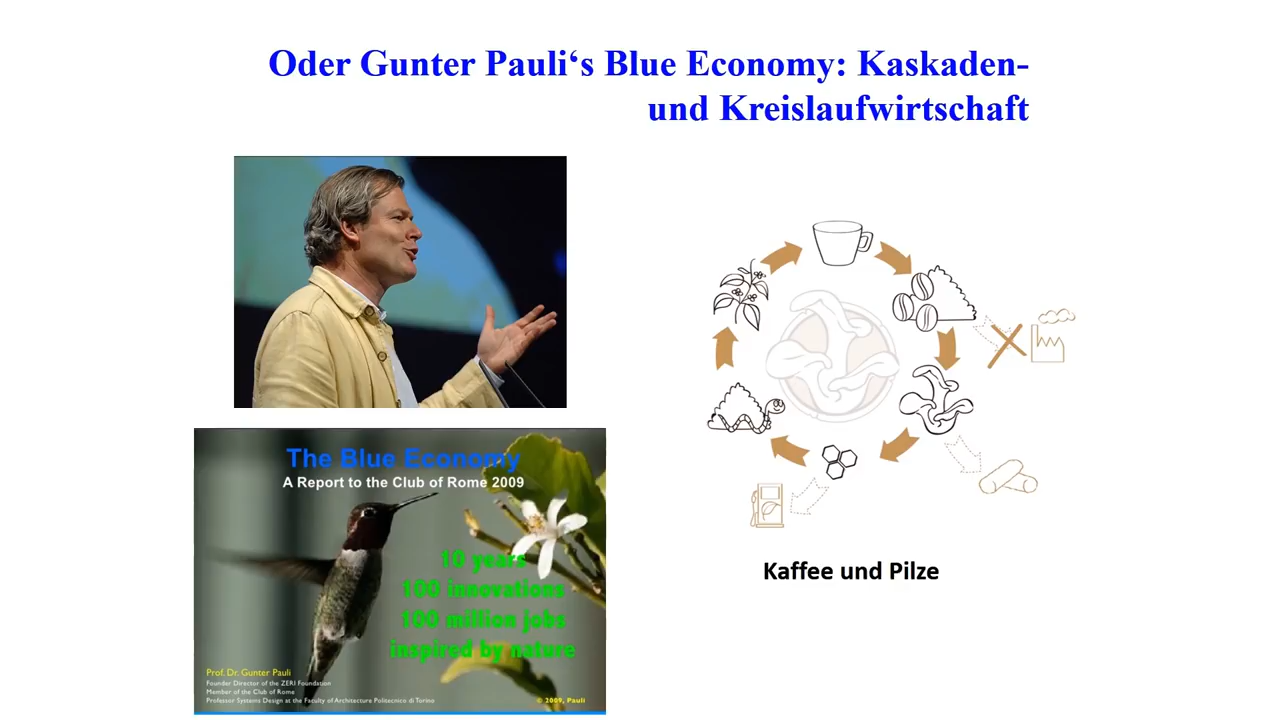 Oder Gunter Pauli‘s Blue Economy: Kaskaden-
und Kreislaufwirtschaft
The Blue Economy
A Report to the Club of Rome 2009
10 years
100 innovations
100 million jobs
inspired by nature
Prof. Dr. Gunter Pauli
Founder Director of the ZERI Foundation
Member of the Club of Rome
Professor Systems Design at the Faculty of Architecture Politecnico di Torino
© 2009, Pauli
Kaffee und Pilze